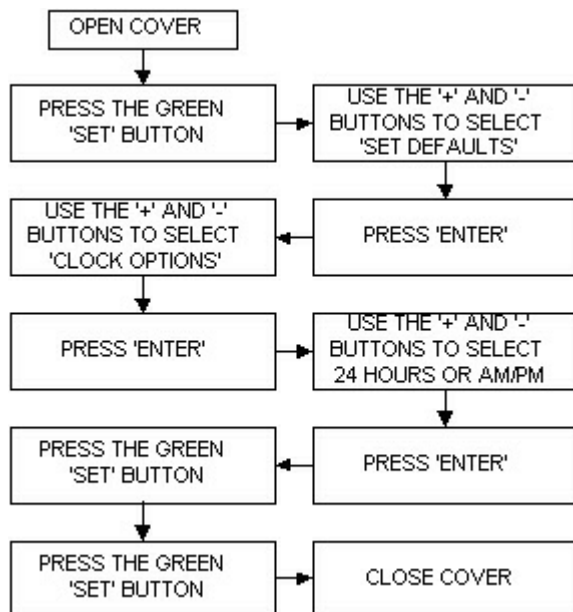 OPEN COVER
PRESS THE GREEN
'SET' BUTTON
USE THE '+' AND '-'
BUTTONS TO SELECT
'SET DEFAULTS'
PRESS 'ENTER'
USE THE '+' AND '-'
BUTTONS TO SELECT
'CLOCK OPTIONS'
PRESS 'ENTER'
USE THE '+' AND '-'
BUTTONS TO SELECT
24 HOURS OR AM/PM
PRESS 'ENTER'
PRESS THE GREEN
'SET' BUTTON
PRESS THE GREEN
'SET' BUTTON
CLOSE COVER